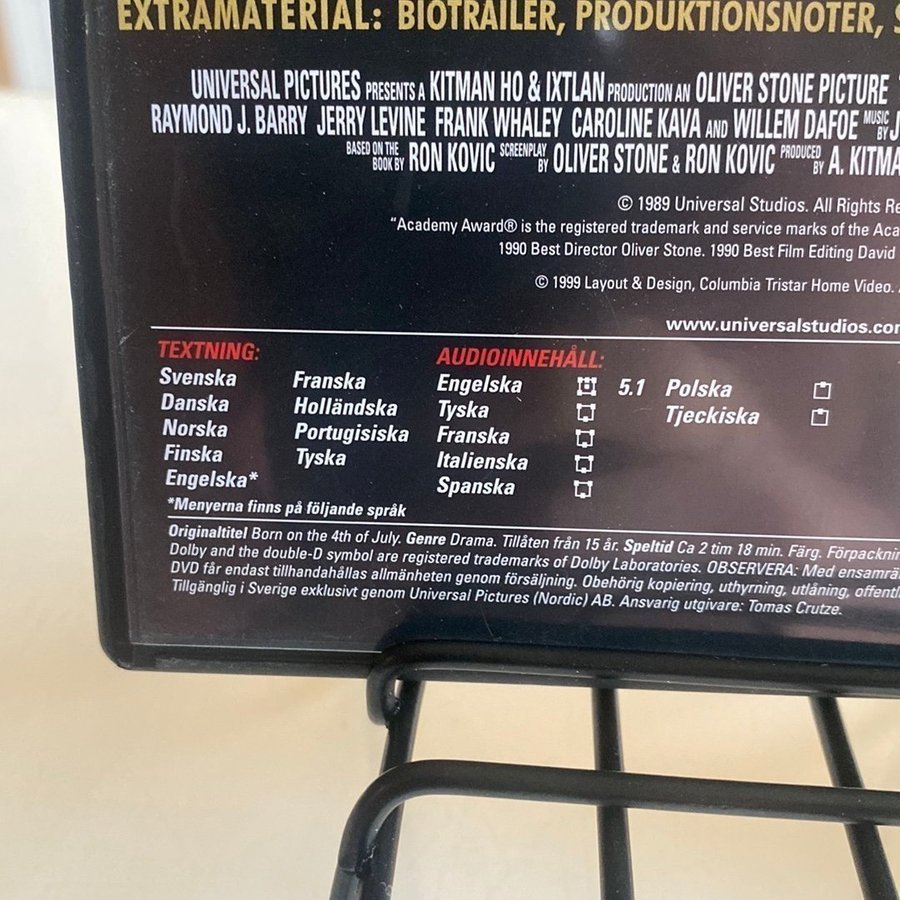 EXTRAMATERIAL: BIOTRAILER, PRODUKTIONSNOTER,
UNIVERSAL PICTURES PRESENTS A KITMAN HO & IXTLAN PRODUCTION AN OLIVER STONE PICTURE
RAYMOND J. BARRY JERRY LEVINE FRANK WHALEY CAROLINE KAVA AND WILLEM DAFOE MUSIC BY J
BASED ON THE BOOK BY RON KOVIC SCREENPLAY BY OLIVER STONE & RON KOVIC PRODUCED BY A. KITMA
© 1989 Universal Studios. All Rights Re
“Academy Award® is the registered trademark and service marks of the Aca
1990 Best Director Oliver Stone. 1990 Best Film Editing David
© 1999 Layout & Design, Columbia Tristar Home Video.
www.universalstudios.co
TEXTNING:
Svenska Franska
Danska Holländska
Norska Portugisiska
Finska Tyska
Engelska*
*Menyerna finns på följande språk
AUDIOINNEHÅLL:
Engelska 5.1 Polska
Tyska Tjeckiska
Franska
Italienska
Spanska
Originaltitel Born on the 4th of July. Genre Drama. Tillåten från 15 år. Speltid Ca 2 tim 18 min. Färg. Förpacknin
Dolby and the double-D symbol are registered trademarks of Dolby Laboratories. OBSERVERA: Med ensamrä
DVD får endast tillhandahållas allmänheten genom försäljning. Obehörig kopiering, uthyrning, utlåning, offentl
Tillgänglig i Sverige exklusivt genom Universal Pictures (Nordic) AB. Ansvarig utgivare: Tomas Crutze.